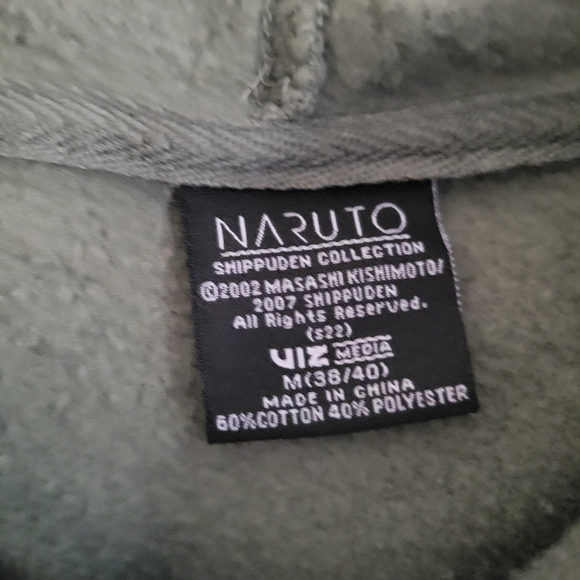 NARUTO
SHIPPUDEN COLLECTION
©2002 MASASHI KISHIMOTO/
2007 SHIPPUDEN
All Rights Reserved.
(s22)
VIZ MEDIA
M(38/40)
MADE IN CHINA
60%COTTON 40% POLYESTER